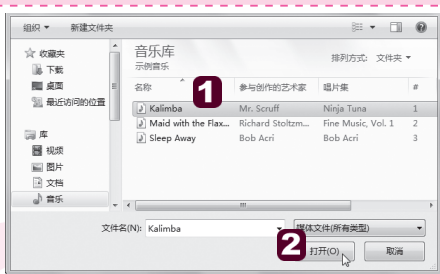 组织 新建文件夹
收藏夹
下载
桌面
最近访问的位置
库
视频
图片
文档
音乐
音乐库
示例音乐
排列方式: 文件夹
名称 参与创作的艺术家 唱片集 #
1
Kalimba Mr. Scruff Ninja Tuna 1
Maid with the Flax... Richard Stoltzm... Fine Music, Vol. 1 2
Sleep Away Bob Acri Bob Acri 3
文件名(N): Kalimba
媒体文件(所有类型)
2
打开(O) 取消